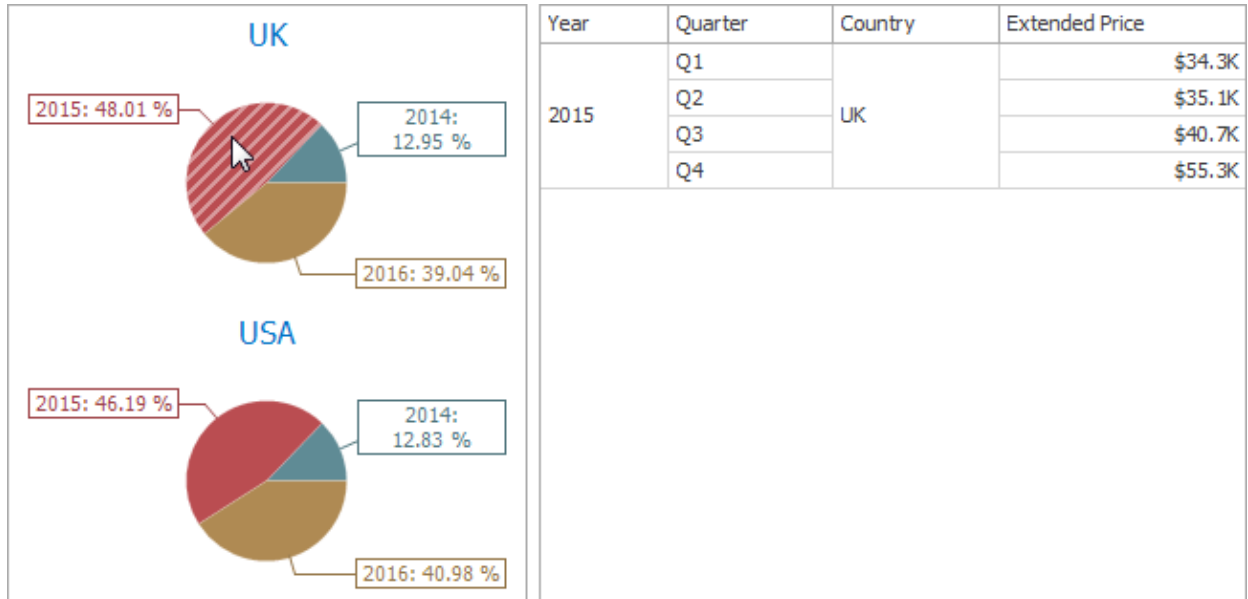 UK
2015: 48.01 %
2014:
12.95 %
2016: 39.04 %
USA
2015: 46.19 %
2014:
12.83 %
2016: 40.98 %
Year Quarter Country Extended Price
2015 Q1 UK $34.3K
Q2 $35.1K
Q3 $40.7K
Q4 $55.3K